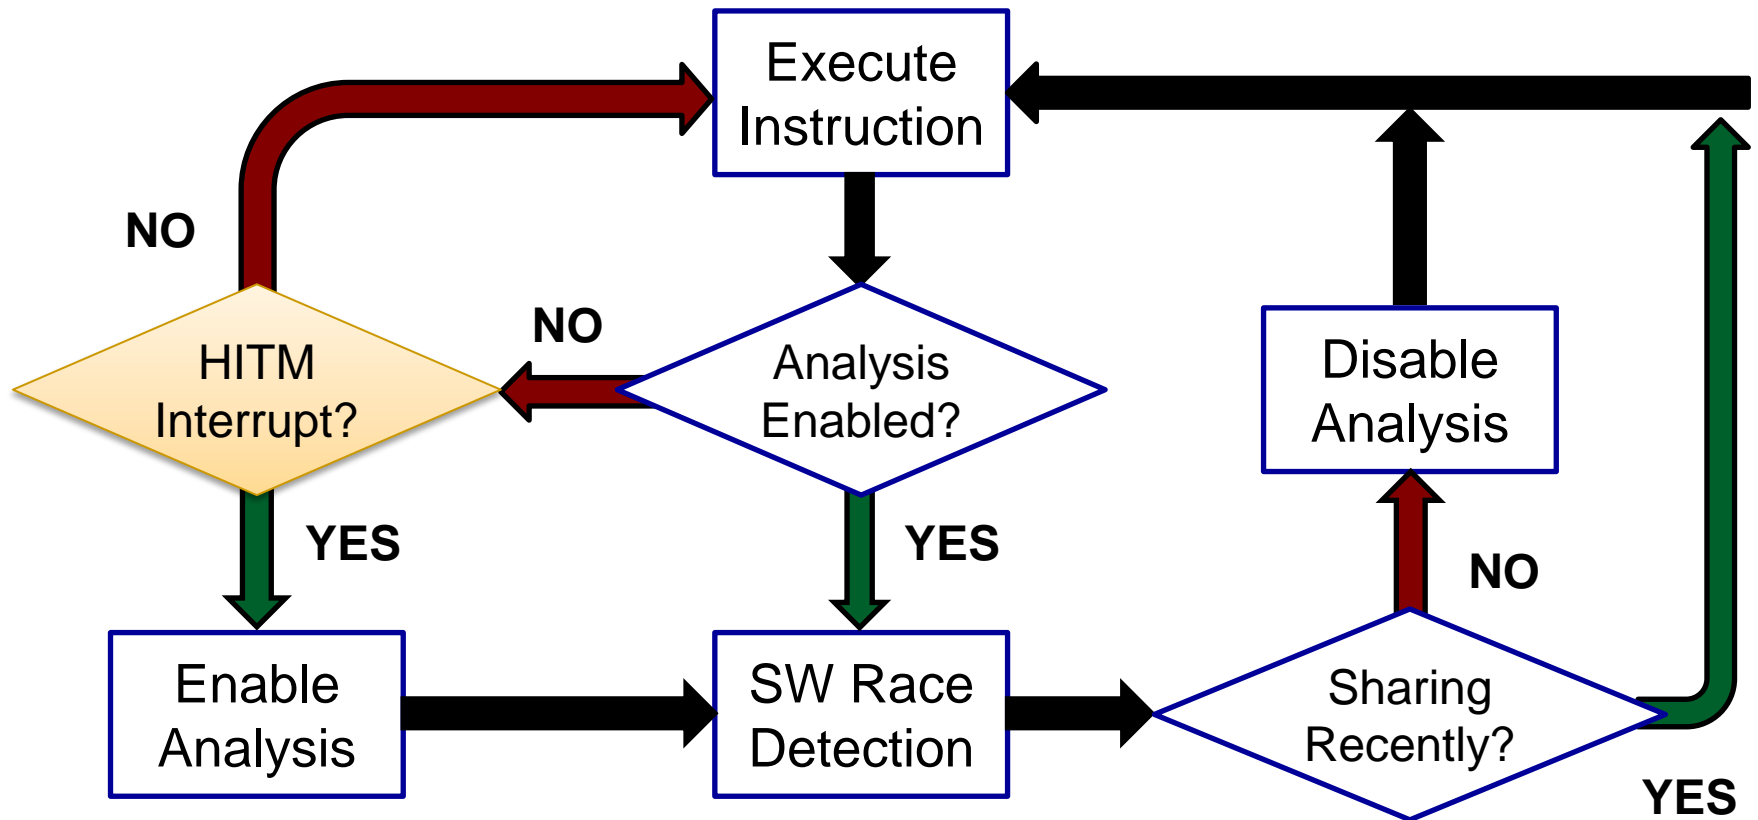 Execute
Instruction
NO
NO
HITM
Interrupt?
Analysis
Enabled?
Disable
Analysis
YES
YES
NO
Enable
Analysis
SW Race
Detection
Sharing
Recently?
YES